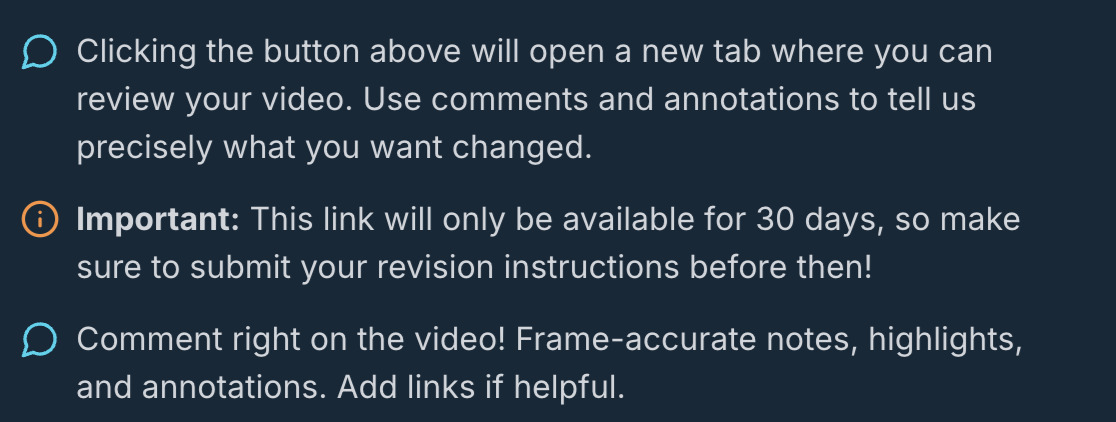 Clicking the button above will open a new tab where you can
review your video. Use comments and annotations to tell us
precisely what you want changed.
Important: This link will only be available for 30 days, so make
sure to submit your revision instructions before then!
Comment right on the video! Frame-accurate notes, highlights,
and annotations. Add links if helpful.